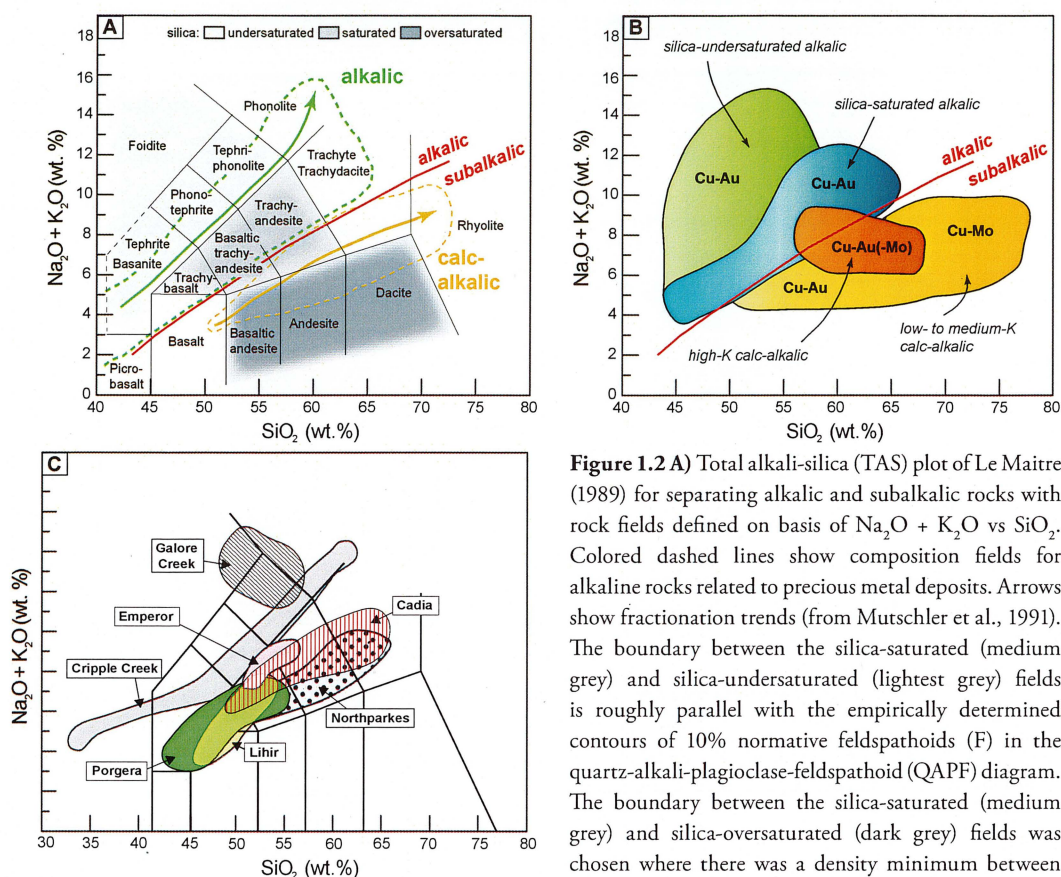 A
silica: undersaturated saturated oversaturated
18
16
14
12
10
8
6
4
2
0
Na₂O + K₂O (wt. %)
40 45 50 55 60 65 70 75 80
SiO₂ (wt.%)
alkalic
Phonolite
Foidite
Tephri-
phonolite
Trachyte
Trachydacite
alkalic
subalkalic
Phono-
tephrite
Trachy-
andesite
Rhyolite
Tephrite
Basanite
Basaltic
trachy-
andesite
Trachy-
basalt
calc-
alkalic
Dacite
Andesite
Basalt
Basaltic
andesite
Picro-
basalt
B
18
16
14
12
10
8
6
4
2
0
Na₂O + K₂O (wt. %)
40 45 50 55 60 65 70 75 80
SiO₂ (wt.%)
silica-undersaturated alkalic
silica-saturated alkalic
alkalic
subalkalic
Cu-Au
Cu-Au
Cu-Au(-Mo)
Cu-Mo
Cu-Au
high-K calc-alkalic
low- to medium-K
calc-alkalic
C
Na₂O + K₂O (wt. %)
Galore
Creek
Emperor
Cadia
Cripple Creek
Northparkes
Lihir
Porgera
30 35 40 45 50 55 60 65 70 75 80
SiO₂ (wt.%)
Figure 1.2 A) Total alkali-silica (TAS) plot of Le Maitre
(1989) for separating alkalic and subalkalic rocks with
rock fields defined on basis of Na₂O + K₂O vs SiO₂.
Colored dashed lines show composition fields for
alkaline rocks related to precious metal deposits. Arrows
show fractionation trends (from Mutschler et al., 1991).
The boundary between the silica-saturated (medium
grey) and silica-undersaturated (lightest grey) fields
is roughly parallel with the empirically determined
contours of 10% normative feldspathoids (F) in the
quartz-alkali-plagioclase-feldspathoid (QAPF) diagram.
The boundary between the silica-saturated (medium
grey) and silica-oversaturated (dark grey) fields was
chosen where there was a density minimum between